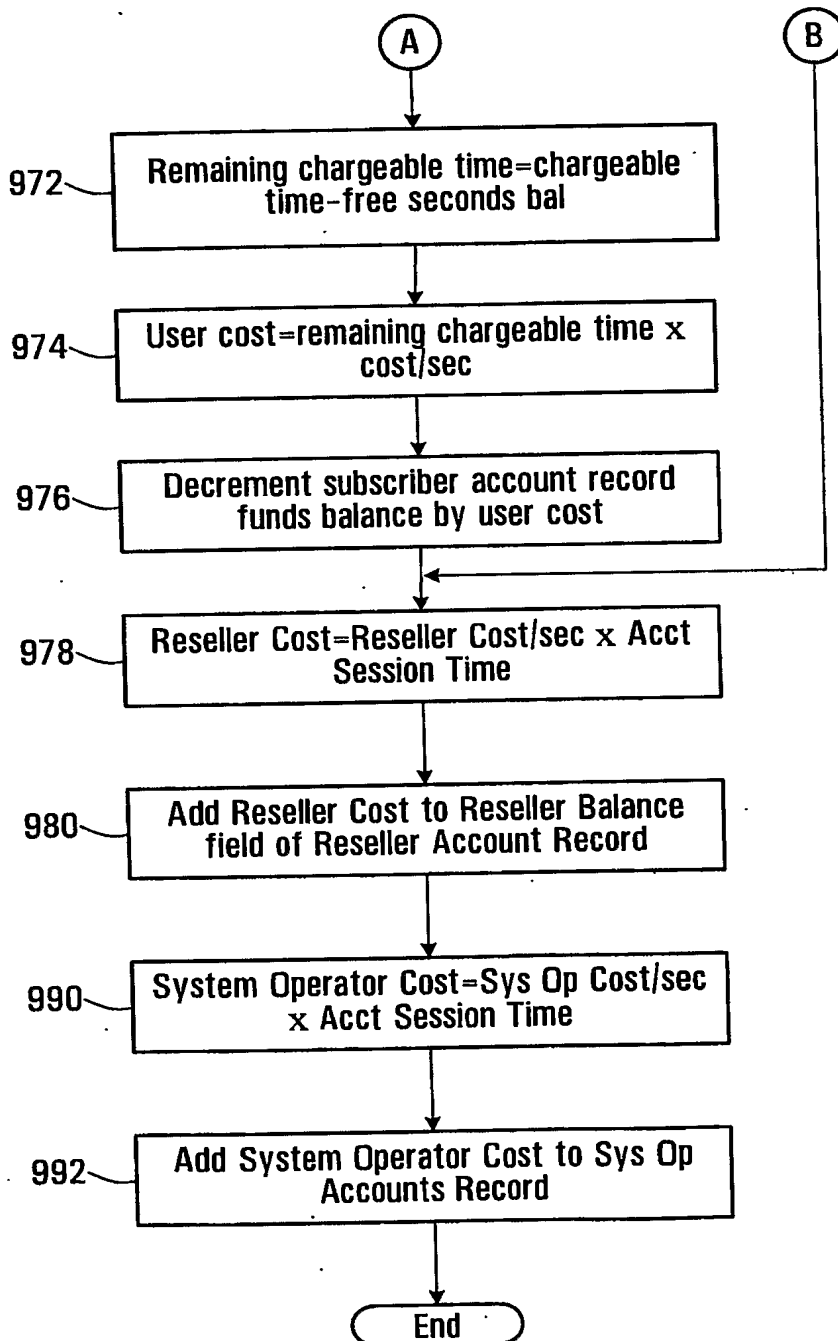 A
B
972
Remaining chargeable time=chargeable
time-free seconds bal
974
User cost=remaining chargeable time x
cost/sec
976
Decrement subscriber account record
funds balance by user cost
978
Reseller Cost=Reseller Cost/sec x Acct
Session Time
980
Add Reseller Cost to Reseller Balance
field of Reseller Account Record
990
System Operator Cost=Sys Op Cost/sec
x Acct Session Time
992
Add System Operator Cost to Sys Op
Accounts Record
End